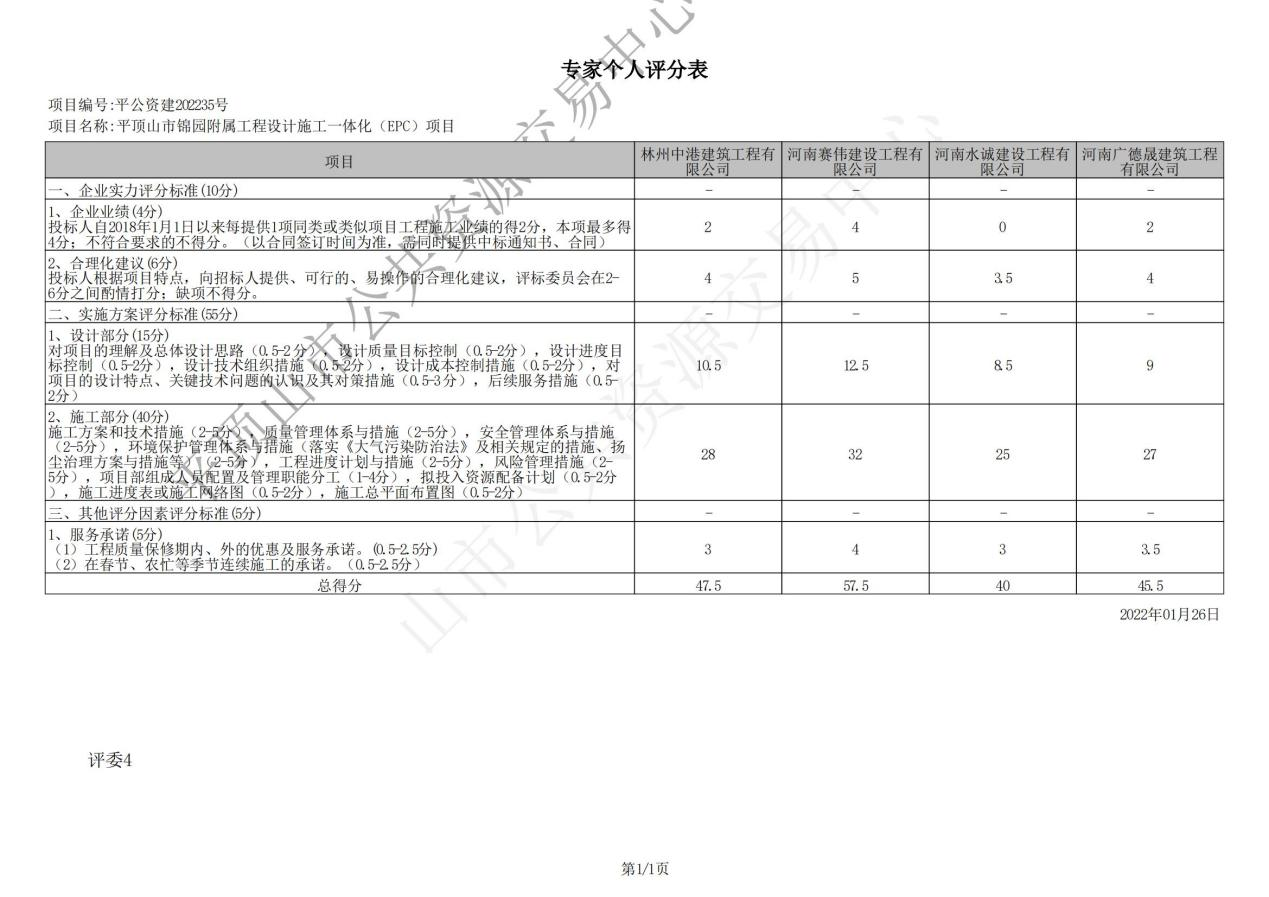 专家个人评分表
项目编号:平公资建202235号
项目名称:平顶山市锦园附属工程设计施工一体化（EPC）项目
项目
林州中港建筑工程有
限公司
河南赛伟建设工程有
限公司
河南水诚建设工程有
限公司
河南广德晟建筑工程
有限公司
一、企业实力评分标准(10分)
—
—
—
—
1、企业业绩(4分)
投标人自2018年1月1日以来每提供1项同类或类似项目工程施工业绩的得2分，本项最多得
4分；不符合要求的不得分。（以合同签订时间为准，需同时提供中标通知书、合同）
2
4
0
2
2、合理化建议(6分)
投标人根据项目特点，向招标人提供、可行的、易操作的合理化建议，评标委员会在2-
6分之间酌情打分；缺项不得分。
4
5
3.5
4
二、实施方案评分标准(55分)
—
—
—
—
1、设计部分(15分)
对项目的理解及总体设计思路（0.5-2分），设计质量目标控制（0.5-2分），设计进度目
标控制（0.5-2分），设计技术组织措施（0.5-2分），设计成本控制措施（0.5-2分），对
项目的设计特点、关键技术问题的认识及其对策措施（0.5-3分），后续服务措施（0.5-
2分）
10.5
12.5
8.5
9
2、施工部分(40分)
施工方案和技术措施（2-5分），质量管理体系与措施（2-5分），安全管理体系与措施
（2-5分），环境保护管理体系与措施（落实《大气污染防治法》及相关规定的措施、扬
尘治理方案与措施等）（2-5分），工程进度计划与措施（2-5分），风险管理措施（2-
5分），项目部组成人员配置及管理职能分工（1-4分），拟投入资源配备计划（0.5-2分
），施工进度表或施工网络图（0.5-2分），施工总平面布置图（0.5-2分）
28
32
25
27
三、其他评分因素评分标准(5分)
—
—
—
—
1、服务承诺(5分)
（1）工程质量保修期内、外的优惠及服务承诺。(0.5-2.5分)
（2）在春节、农忙等季节连续施工的承诺。（0.5-2.5分）
3
4
3
3.5
总得分
47.5
57.5
40
45.5
2022年01月26日
评委4
第1/1页
平顶山市公共资源交易中心
山市公共资源交易中心